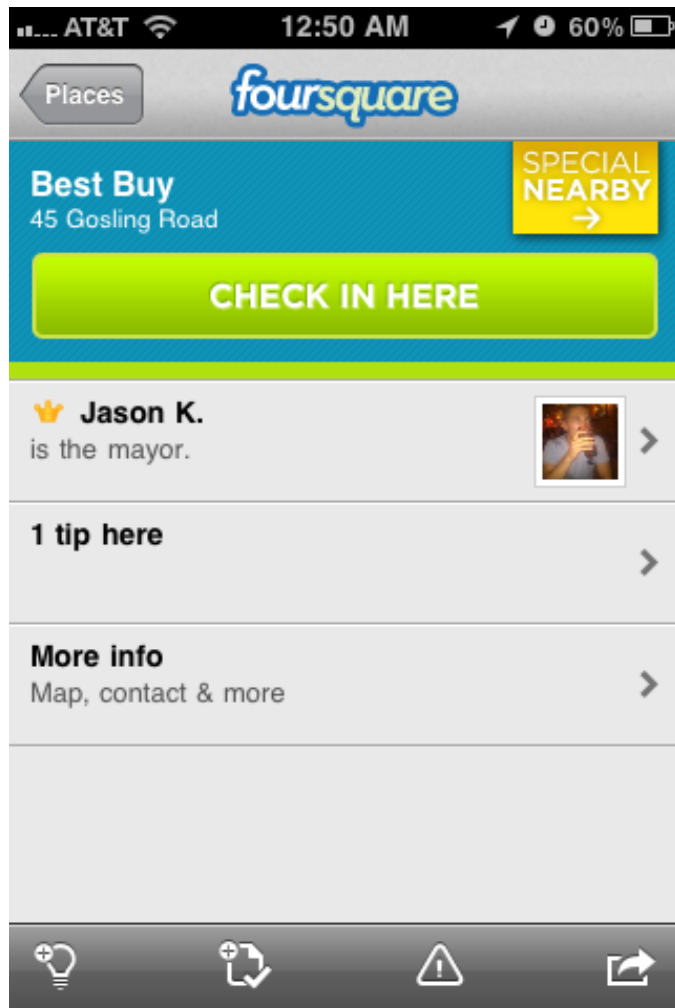 AT&T 12:50 AM 60%
Places foursquare
SPECIAL
Best Buy NEARBY
45 Gosling Road
CHECK IN HERE
Jason K.
is the mayor.
1 tip here
More info
Map, contact & more